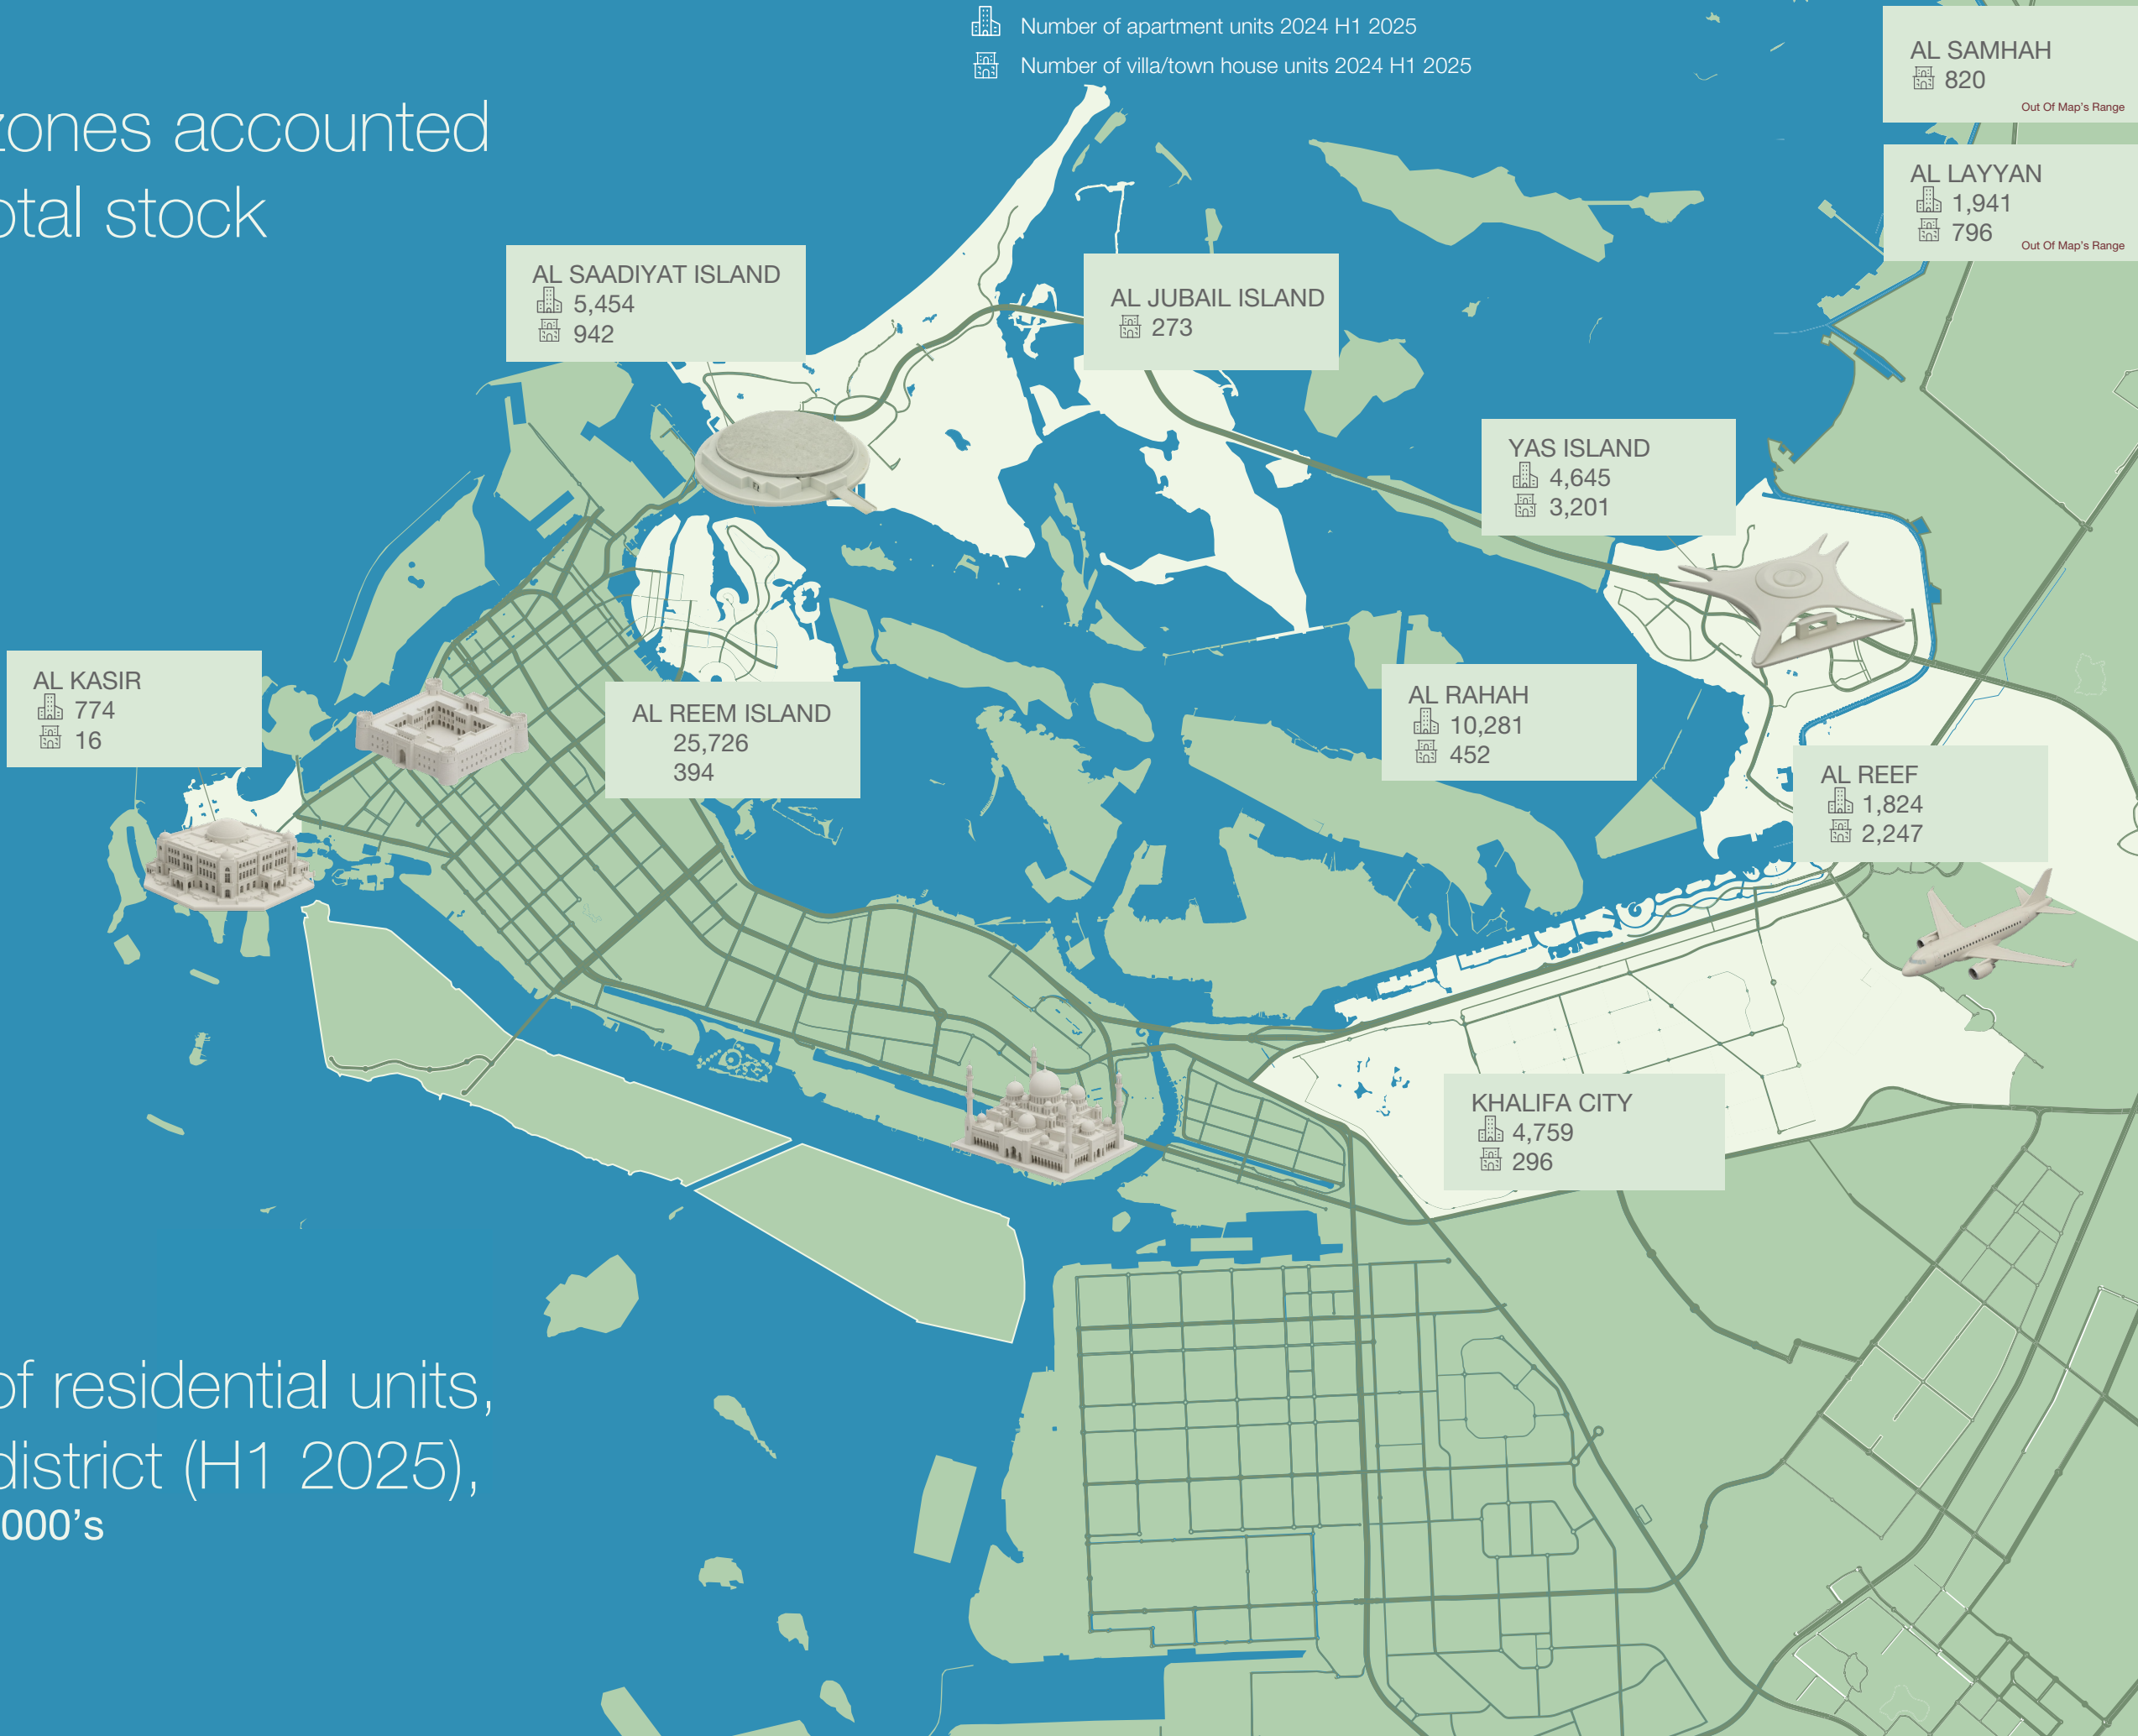 Number of apartment units 2024 H1 2025
Number of villa/town house units 2024 H1 2025
zones accounted
otal stock
AL SAMHAH
820
Out Of Map's Range
AL LAYYAN
1,941
796
Out Of Map's Range
AL SAADIYAT ISLAND
5,454
942
AL JUBAIL ISLAND
273
YAS ISLAND
4,645
3,201
AL KASIR
774
16
AL REEM ISLAND
25,726
394
AL RAHAH
10,281
452
AL REEF
1,824
2,247
KHALIFA CITY
4,759
296
of residential units,
district (H1 2025),
000's